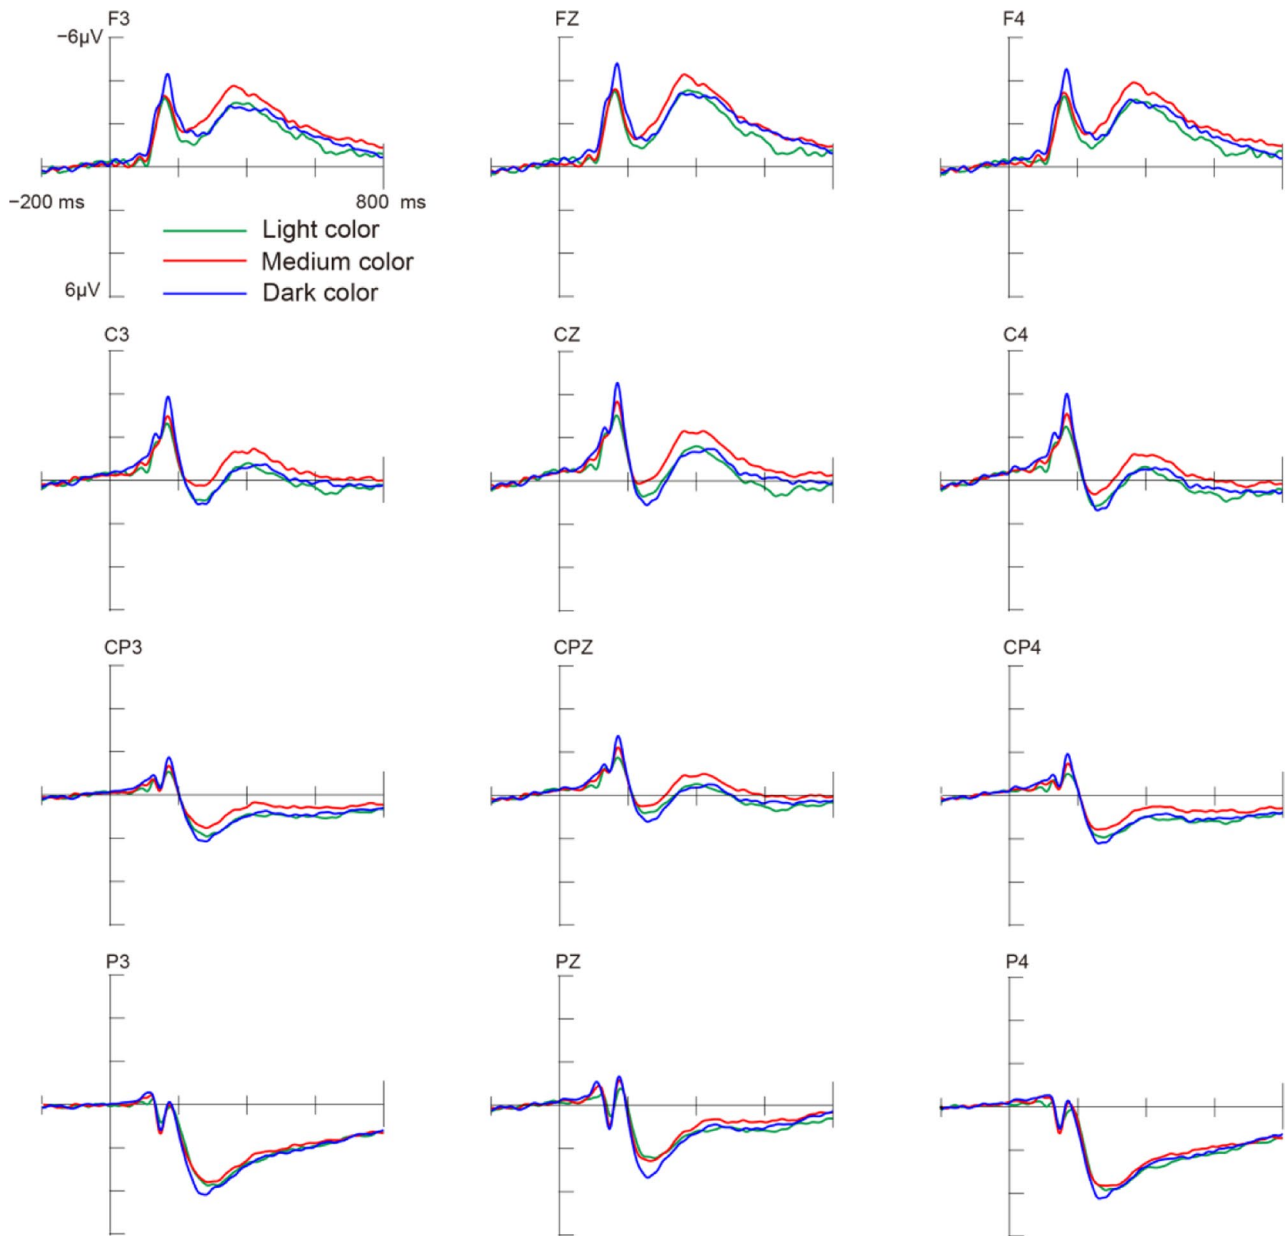 F3 FZ F4
−6μV
−200 ms 800 ms
Light color
Medium color
6μV Dark color
C3 CZ C4
CP3 CPZ CP4
P3 PZ P4